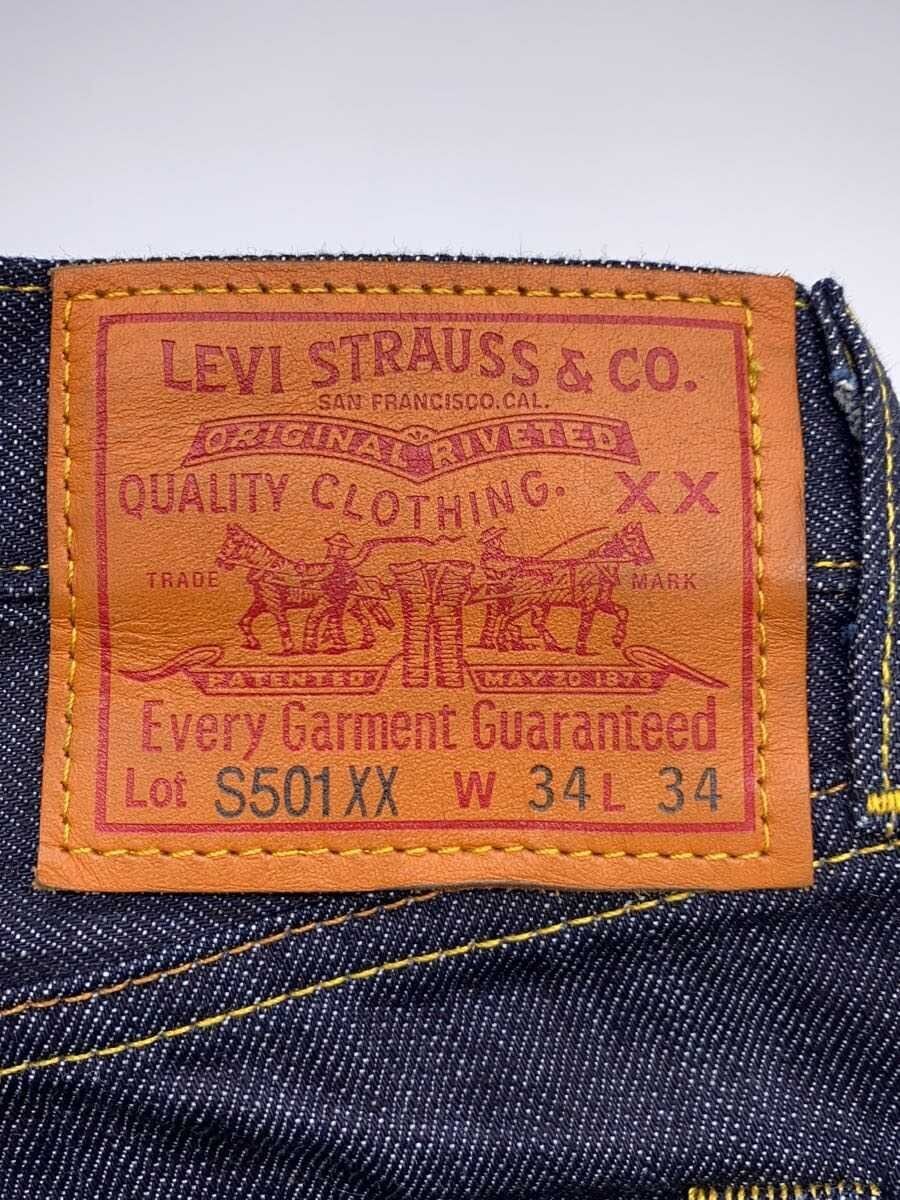 LEVI STRAUSS & CO.
SAN FRANCISCO. CAL.
ORIGINAL RIVETED
QUALITY CLOTHING. XX
TRADE MARK
PATENTED MAY 20 1873
Every Garment Guaranteed
Lot S501XX W 34 L 34